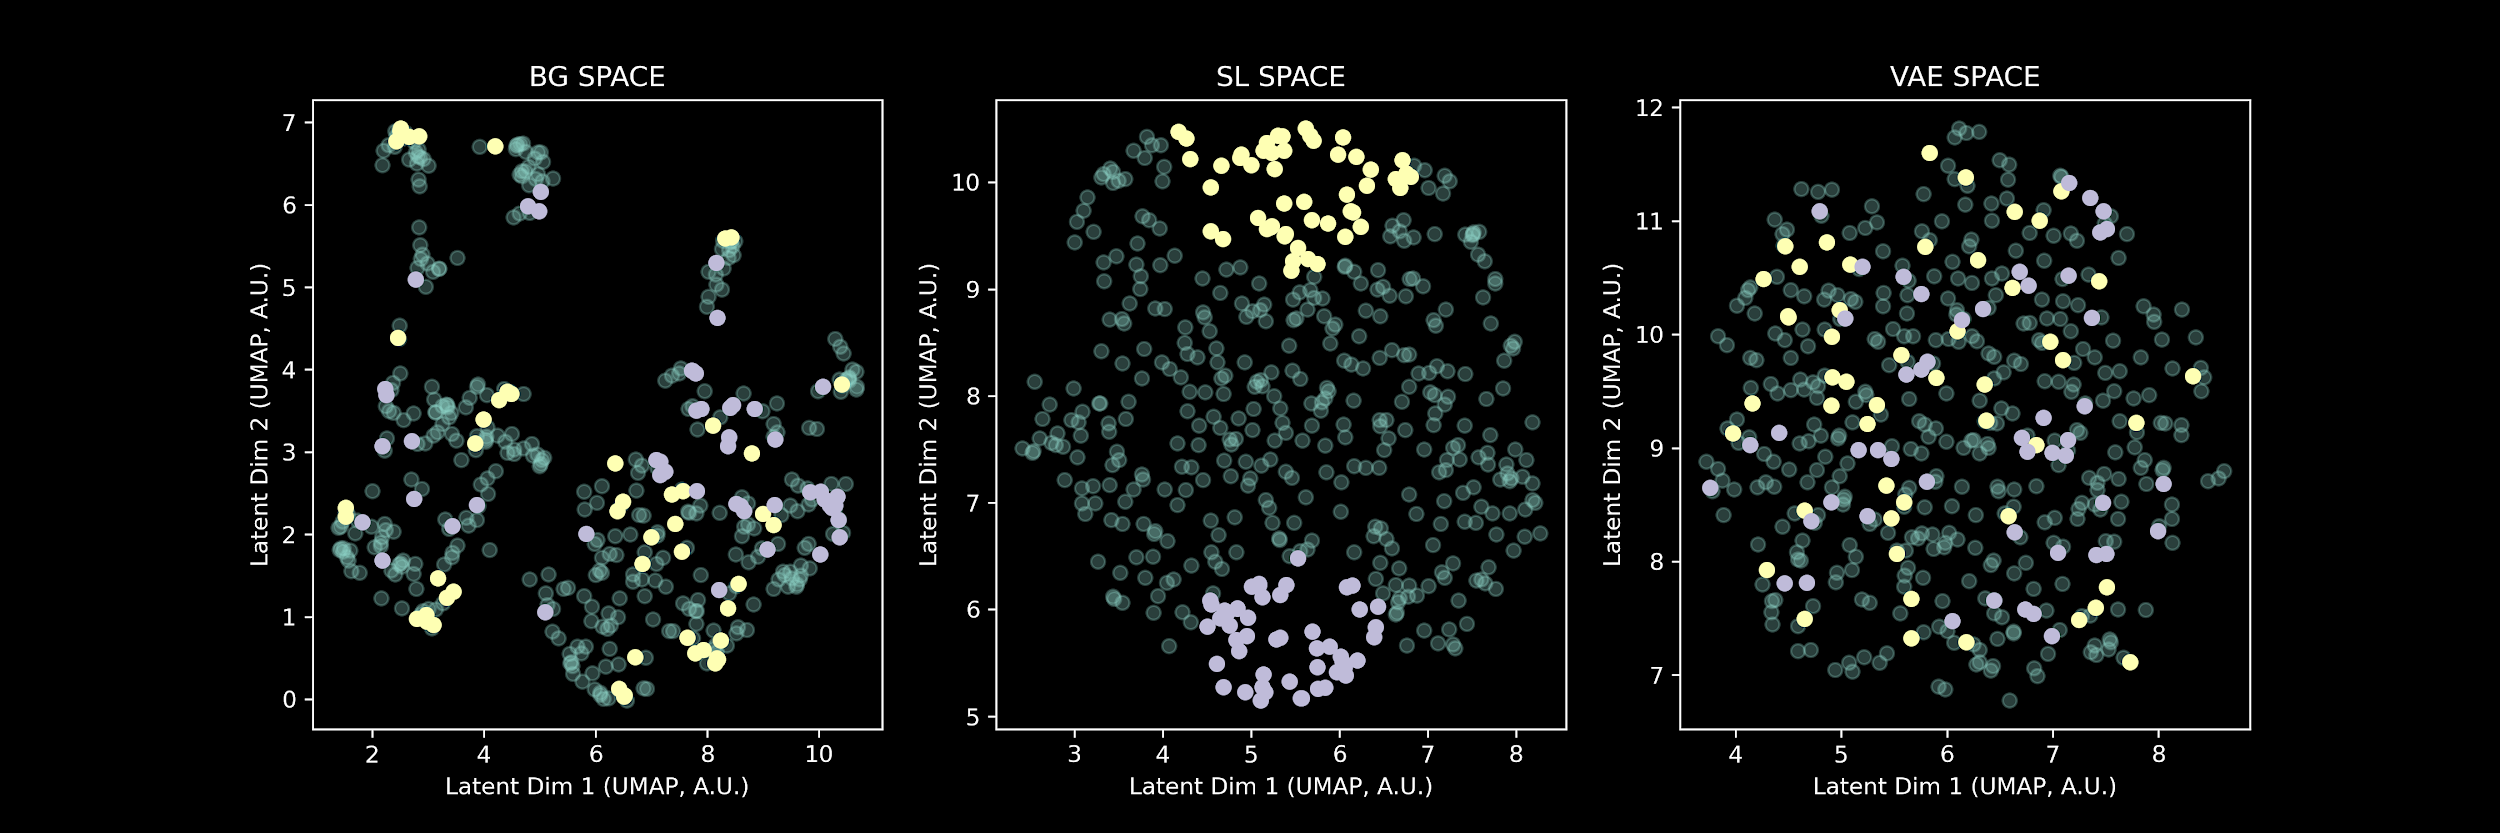 BG SPACE
7
6
5
4
3
2
1
0
2 4 6 8 10
Latent Dim 1 (UMAP, A.U.)
Latent Dim 2 (UMAP, A.U.)
SL SPACE
10
9
8
7
6
5
3 4 5 6 7 8
Latent Dim 1 (UMAP, A.U.)
Latent Dim 2 (UMAP, A.U.)
VAE SPACE
12
11
10
9
8
7
4 5 6 7 8
Latent Dim 1 (UMAP, A.U.)
Latent Dim 2 (UMAP, A.U.)